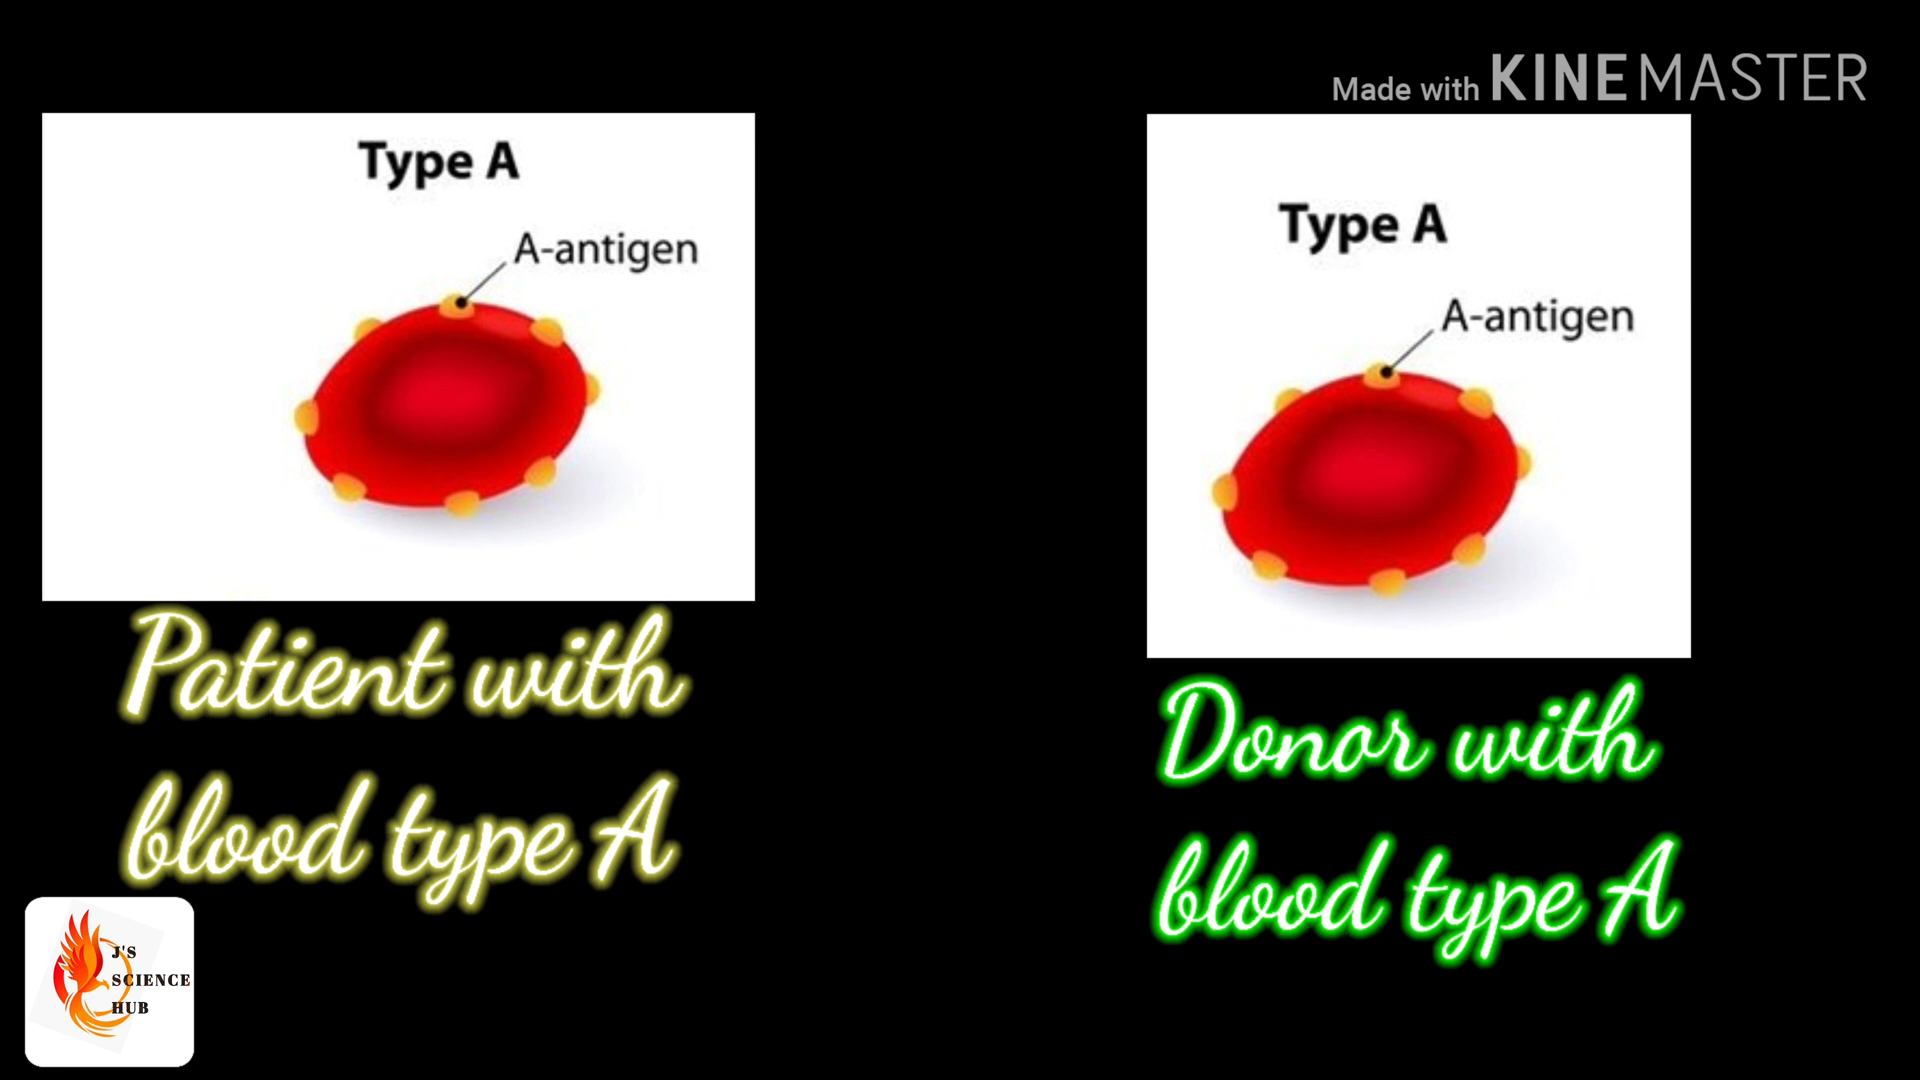 Made with KINEMASTER
Type A
A-antigen
Patient with
blood type A
Type A
A-antigen
Donor with
blood type A
J'S
SCIENCE
HUB